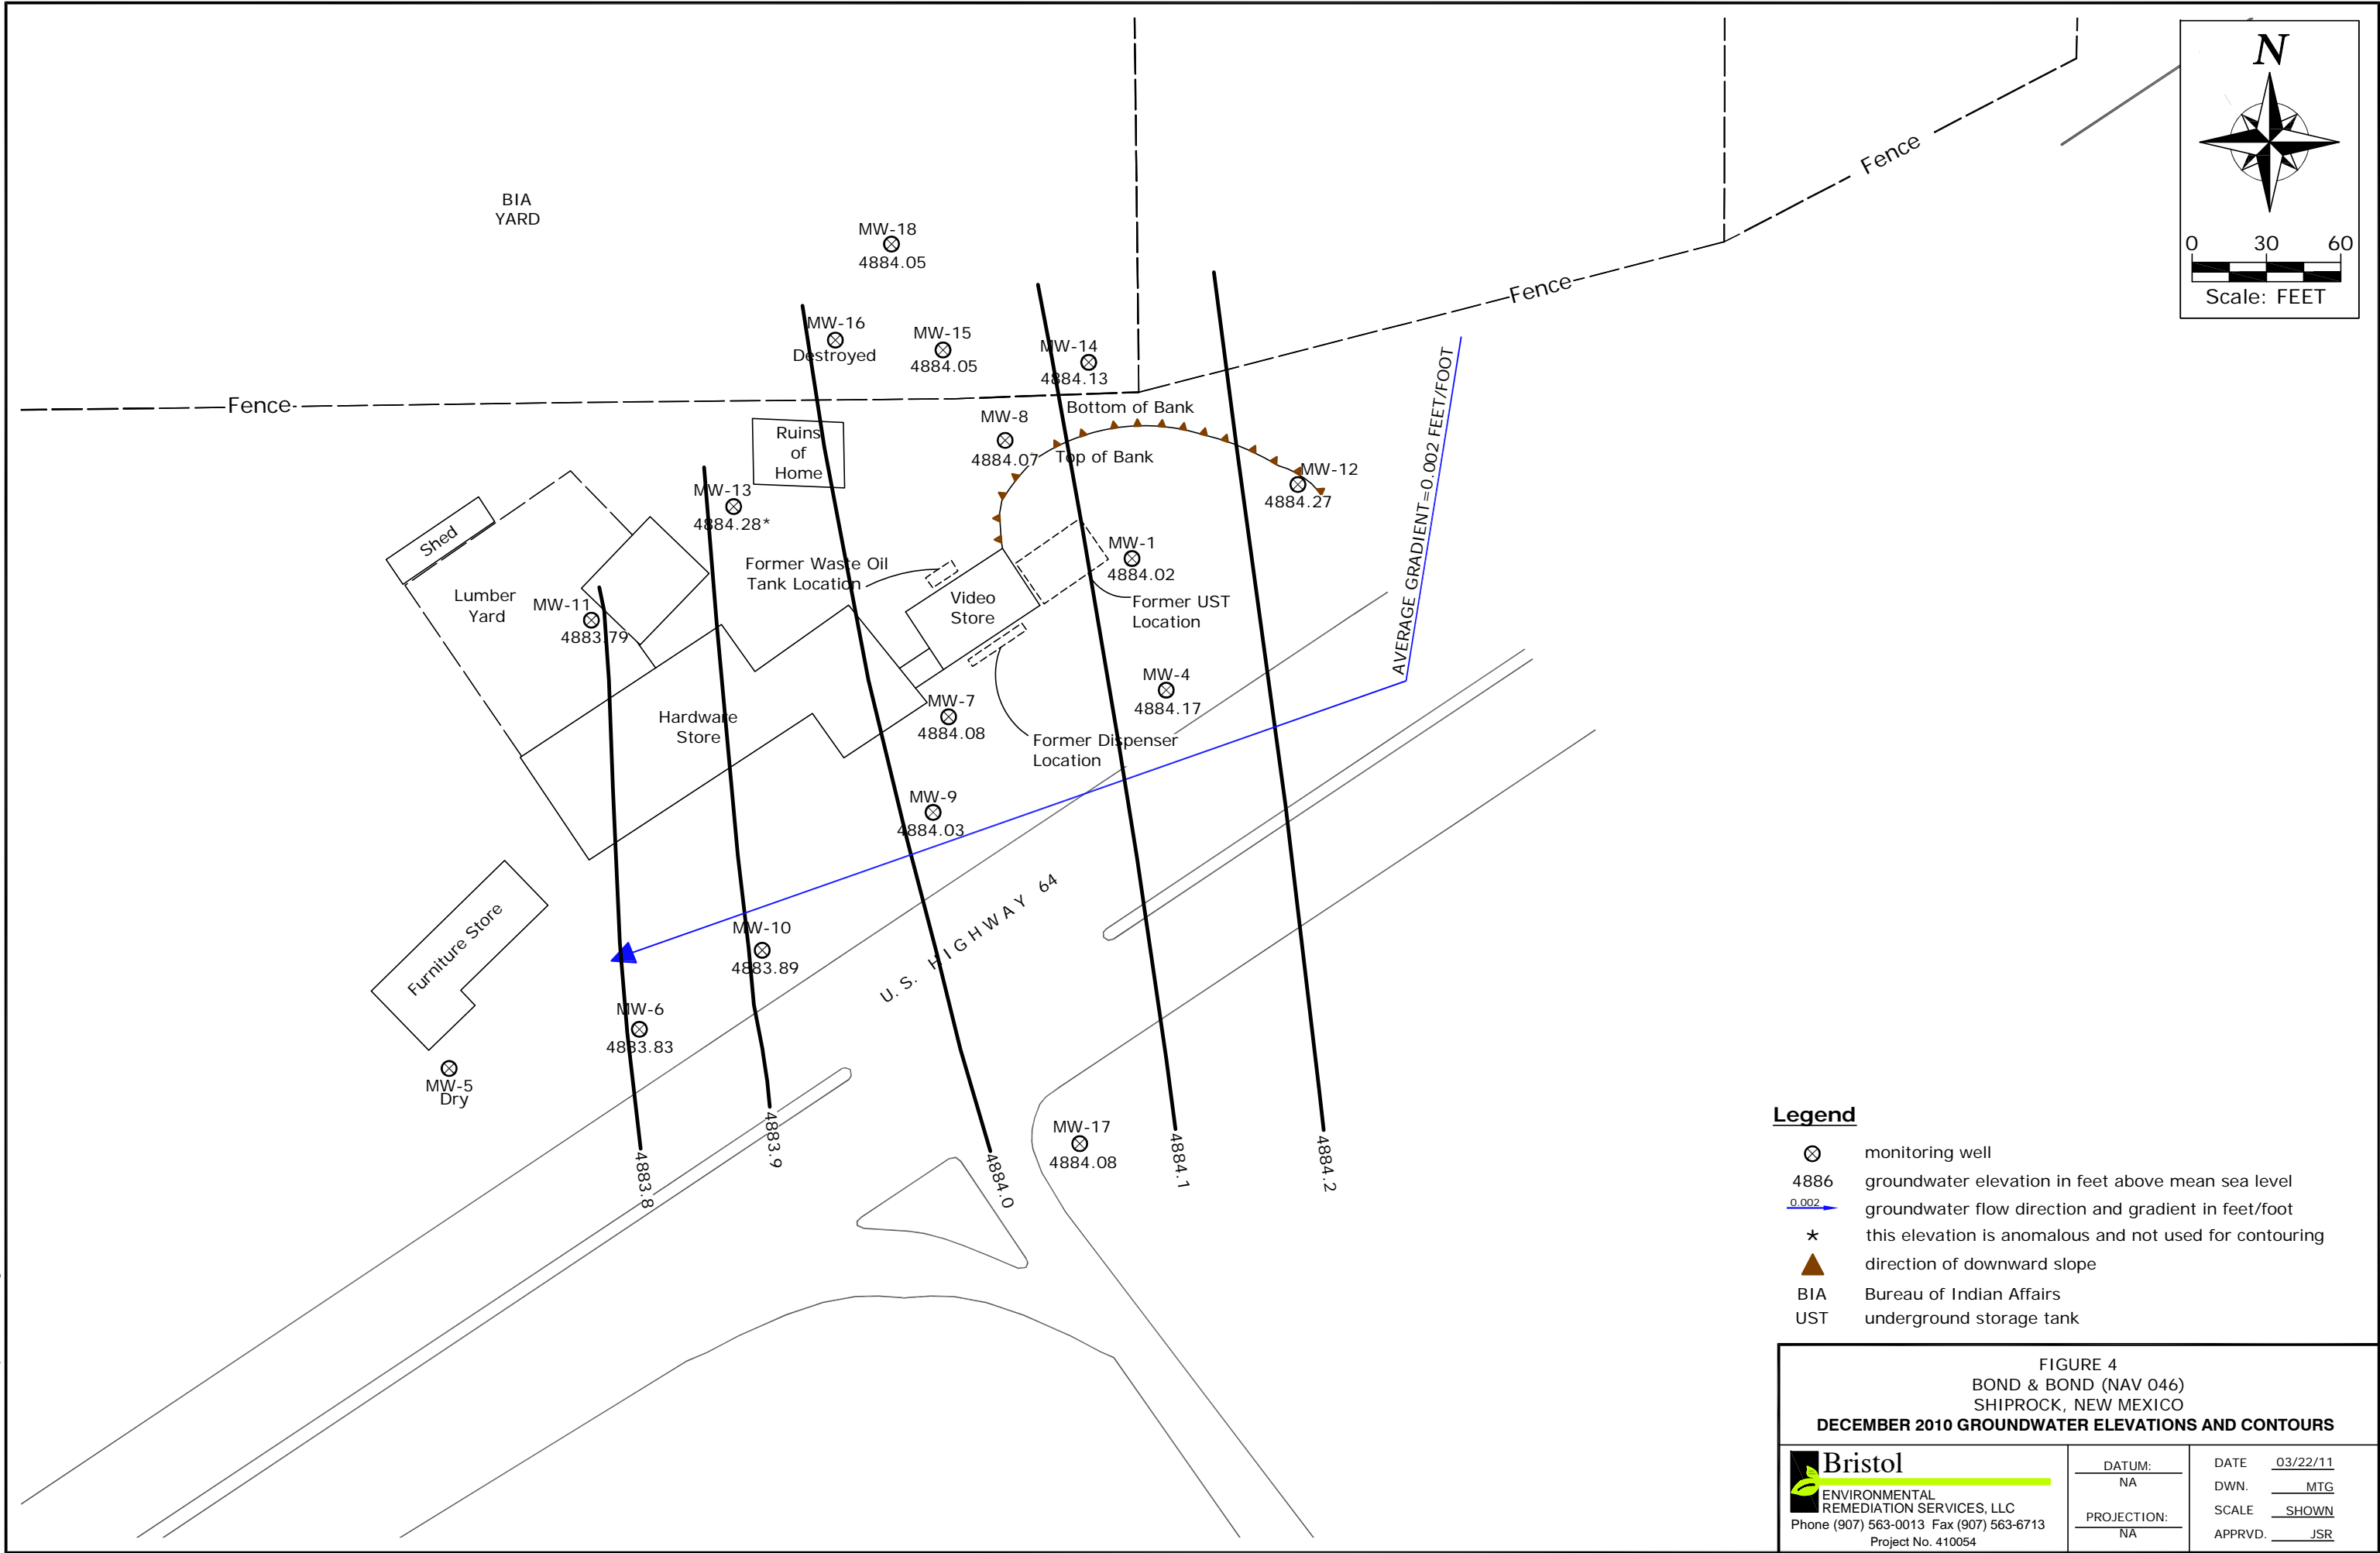 N
0 30 60
Scale: FEET
BIA
YARD
Fence
Fence
Fence
MW-18
4884.05
MW-16
Destroyed
MW-15
4884.05
MW-14
4884.13
Bottom of Bank
Top of Bank
MW-8
4884.07
MW-12
4884.27
AVERAGE GRADIENT=0.002 FEET/FOOT
Ruins
of
Home
MW-13
4884.28*
Shed
Lumber
Yard
MW-11
4883.79
Former Waste Oil
Tank Location
Video
Store
MW-1
4884.02
Former UST
Location
MW-4
4884.17
Hardware
Store
MW-7
4884.08
Former Dispenser
Location
MW-9
4884.03
U.S. HIGHWAY 64
MW-10
4883.89
Furniture Store
MW-6
4883.83
MW-5
Dry
MW-17
4884.08
4883.8
4883.9
4884.0
4884.1
4884.2
Legend
monitoring well
4886 groundwater elevation in feet above mean sea level
0.002 groundwater flow direction and gradient in feet/foot
* this elevation is anomalous and not used for contouring
direction of downward slope
BIA Bureau of Indian Affairs
UST underground storage tank
FIGURE 4
BOND & BOND (NAV 046)
SHIPROCK, NEW MEXICO
DECEMBER 2010 GROUNDWATER ELEVATIONS AND CONTOURS
Bristol
ENVIRONMENTAL
REMEDIATION SERVICES, LLC
Phone (907) 563-0013 Fax (907) 563-6713
Project No. 410054
DATUM:
NA
PROJECTION:
NA
DATE 03/22/11
DWN. MTG
SCALE SHOWN
APPRVD. JSR